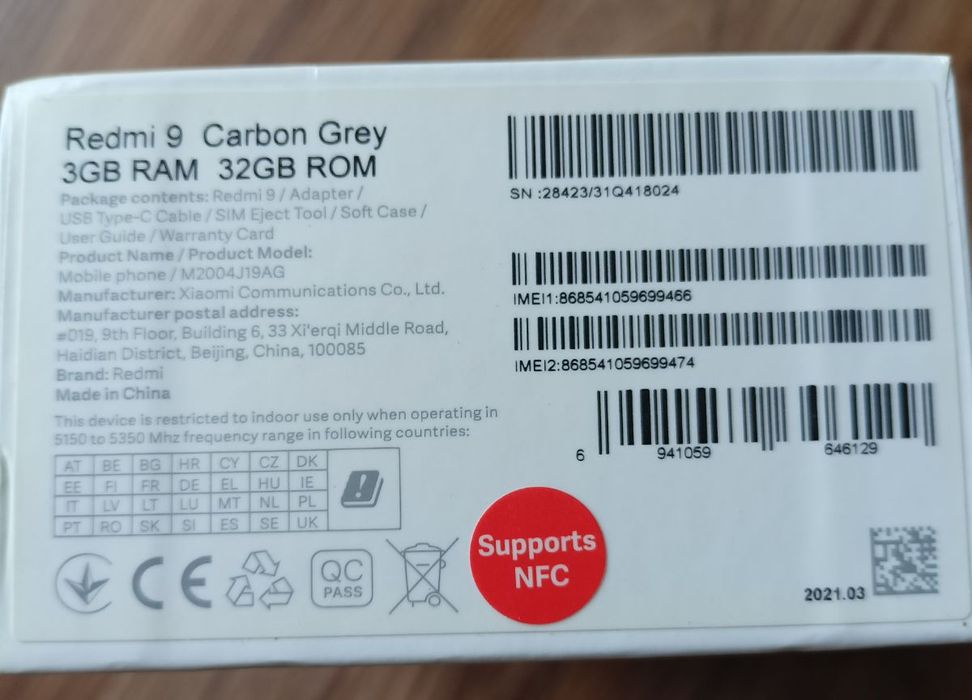 Redmi 9 Carbon Grey
3GB RAM 32GB ROM
Package contents: Redmi 9 / Adapter /
USB Type-C Cable / SIM Eject Tool / Soft Case /
User Guide / Warranty Card
Product Name / Product Model:
Mobile phone / M2004J19AG
Manufacturer: Xiaomi Communications Co., Ltd.
Manufacturer postal address:
#019, 9th Floor, Building 6, 33 Xi'erqi Middle Road,
Haidian District, Beijing, China, 100085
Brand: Redmi
Made in China
This device is restricted to indoor use only when operating in
5150 to 5350 Mhz frequency range in following countries:
AT BE BG HR CY CZ DK
EE FI FR DE EL HU IE
IT LV LT LU MT NL PL
PT RO SK SI ES SE UK
CE
QC
PASS
SN :28423/31Q418024
IMEI1:868541059699466
IMEI2:868541059699474
6 941059 646129
Supports
NFC
2021.03